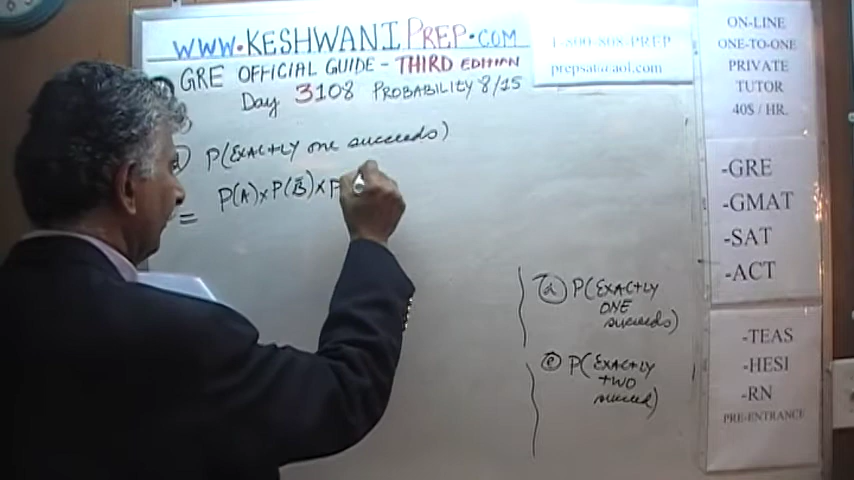 WWW.KESHWANIPREP.COM
1-800-808-PREP
prepsat@aol.com
GRE OFFICIAL GUIDE - THIRD EDITION
Day 3108 PROBABILITY 8/15
d) P(EXACTLY one succeeds)
= P(A) x P(B̄) x P
(d) P(EXACTLY
ONE
succeeds)
(e) P(EXACTLY
TWO
succeed)
ON-LINE
ONE-TO-ONE
PRIVATE
TUTOR
40$ / HR.
-GRE
-GMAT
-SAT
-ACT
-TEAS
-HESI
-RN
PRE-ENTRANCE